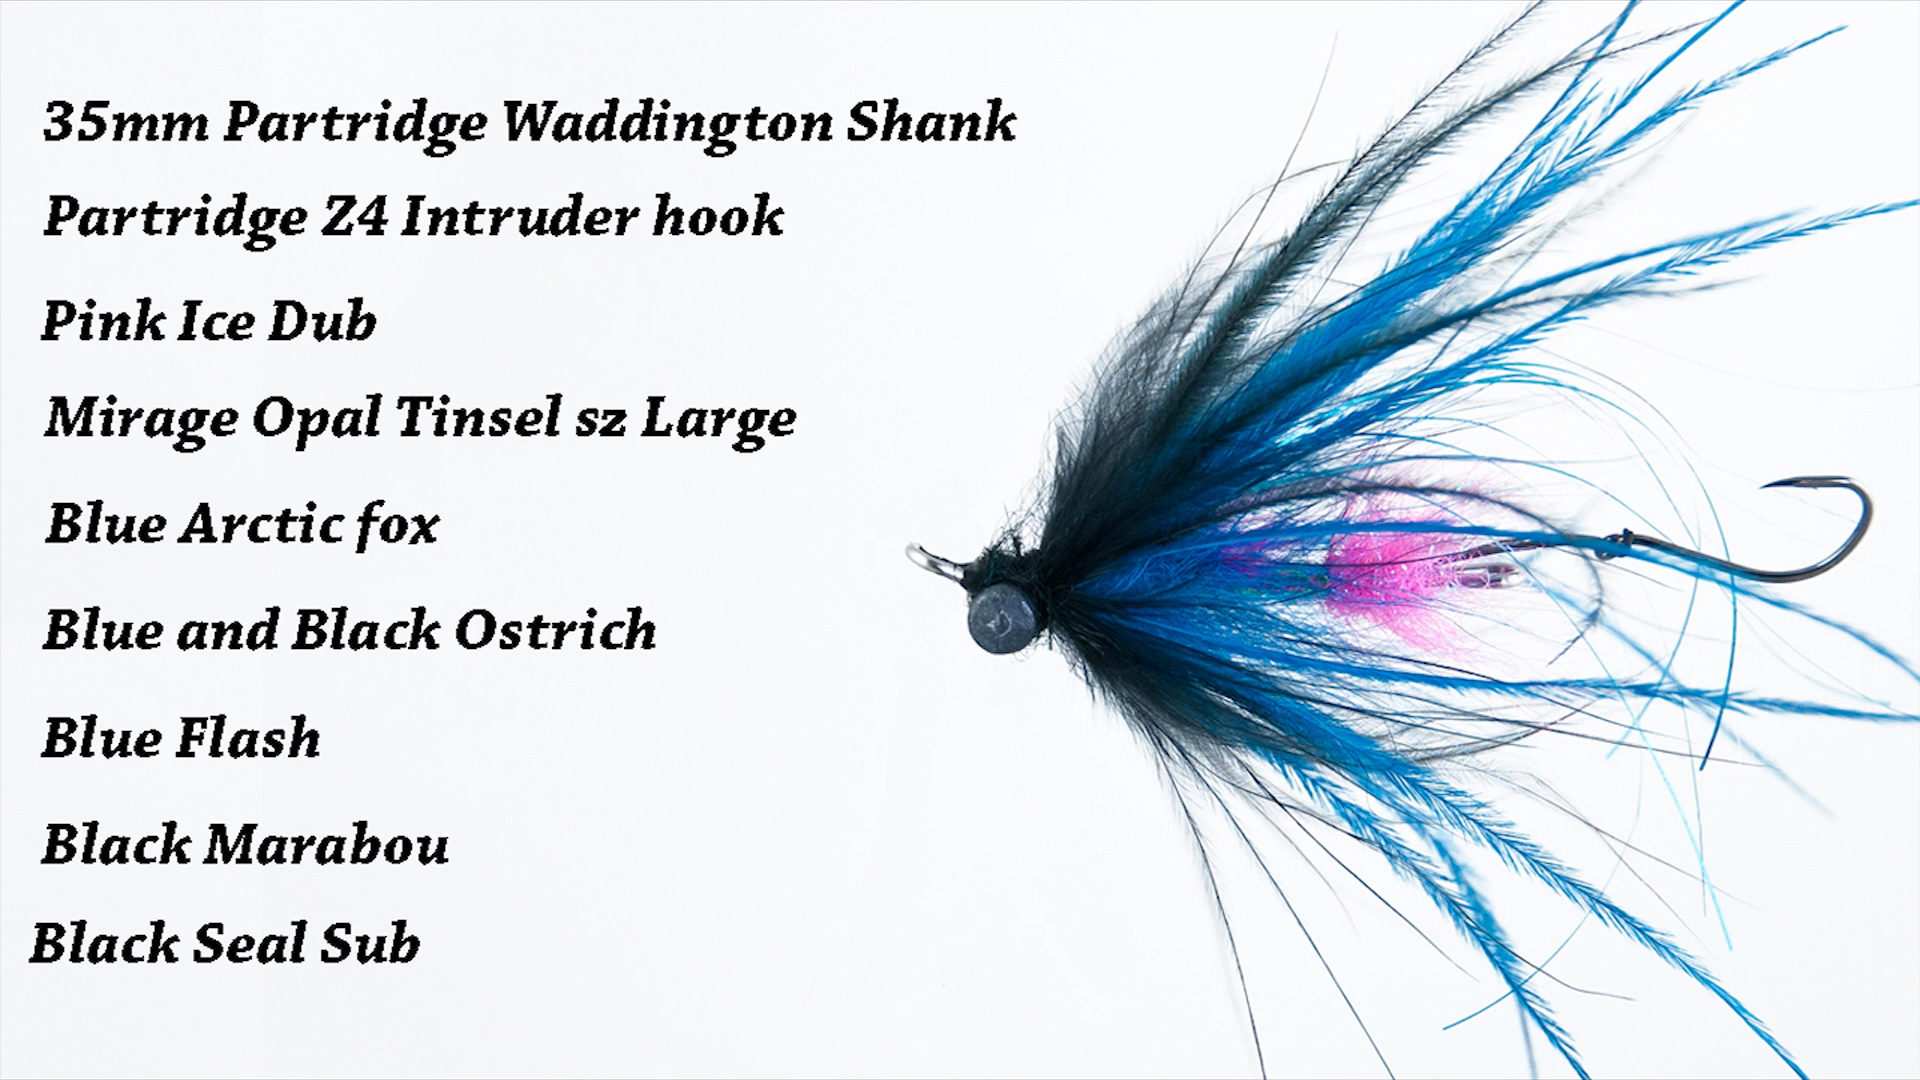 35mm Partridge Waddington Shank
Partridge Z4 Intruder hook
Pink Ice Dub
Mirage Opal Tinsel sz Large
Blue Arctic fox
Blue and Black Ostrich
Blue Flash
Black Marabou
Black Seal Sub